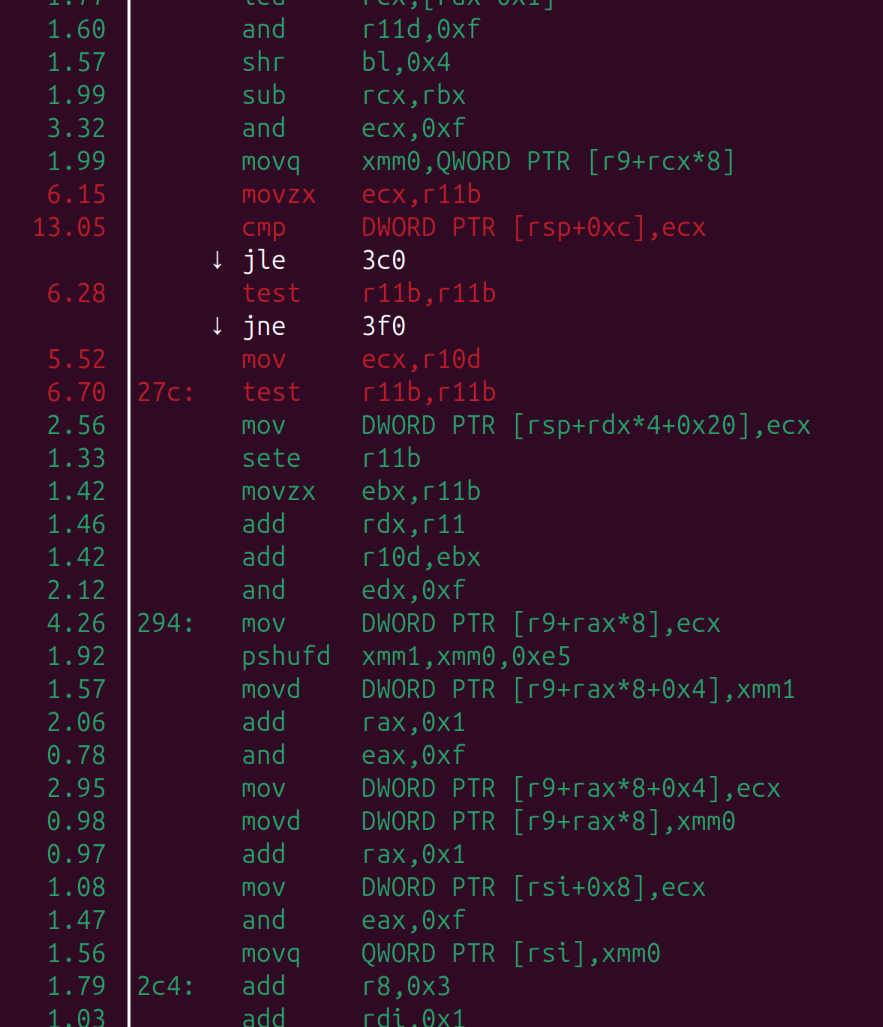 1.77 lea rcx,[rax-0x1]
1.60 and r11d,0xf
1.57 shr bl,0x4
1.99 sub rcx,rbx
3.32 and ecx,0xf
1.99 movq xmm0,QWORD PTR [r9+rcx*8]
6.15 movzx ecx,r11b
13.05 cmp DWORD PTR [rsp+0xc],ecx
↓ jle 3c0
6.28 test r11b,r11b
↓ jne 3f0
5.52 mov ecx,r10d
6.70 27c: test r11b,r11b
2.56 mov DWORD PTR [rsp+rdx*4+0x20],ecx
1.33 sete r11b
1.42 movzx ebx,r11b
1.46 add rdx,r11
1.42 add r10d,ebx
2.12 and edx,0xf
4.26 294: mov DWORD PTR [r9+rax*8],ecx
1.92 pshufd xmm1,xmm0,0xe5
1.57 movd DWORD PTR [r9+rax*8+0x4],xmm1
2.06 add rax,0x1
0.78 and eax,0xf
2.95 mov DWORD PTR [r9+rax*8+0x4],ecx
0.98 movd DWORD PTR [r9+rax*8],xmm0
0.97 add rax,0x1
1.08 mov DWORD PTR [rsi+0x8],ecx
1.47 and eax,0xf
1.56 movq QWORD PTR [rsi],xmm0
1.79 2c4: add r8,0x3
1.03 add rdi,0x1